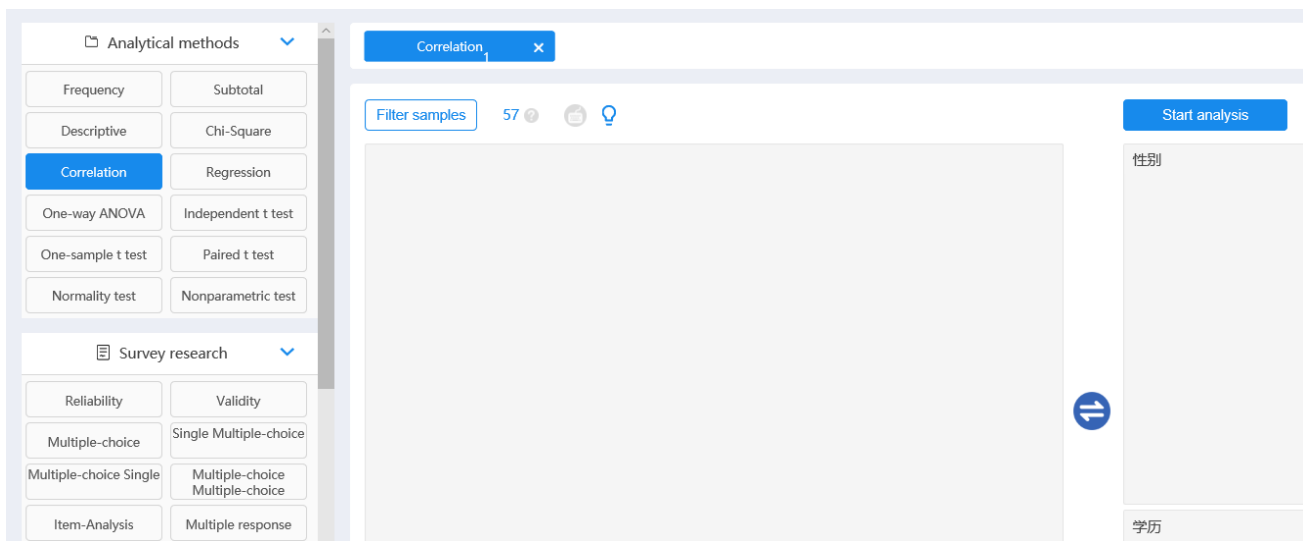 Analytical methods
Frequency
Subtotal
Descriptive
Chi-Square
Correlation
Regression
One-way ANOVA
Independent t test
One-sample t test
Paired t test
Normality test
Nonparametric test
Survey research
Reliability
Validity
Multiple-choice
Single Multiple-choice
Multiple-choice Single
Multiple-choice
Multiple-choice
Item-Analysis
Multiple response
Correlation 1
Filter samples
57
Start analysis
性别
学历